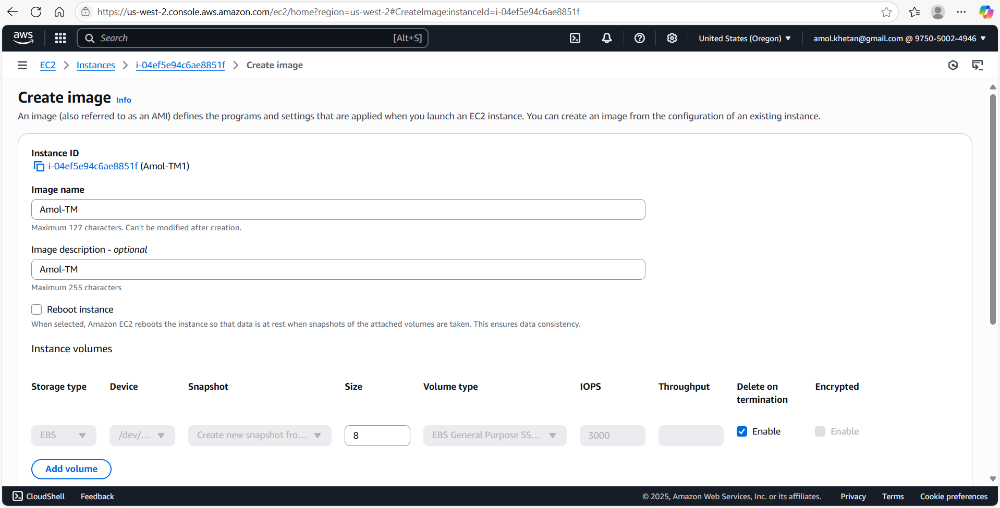 https://us-west-2.console.aws.amazon.com/ec2/home?region=us-west-2#CreateImage:instanceId=i-04ef5e94c6ae8851f
aws Search [Alt+S] United States (Oregon) amol.khetan@gmail.com @ 9750-5002-4946
EC2 Instances i-04ef5e94c6ae8851f Create image
Create image Info
An image (also referred to as an AMI) defines the programs and settings that are applied when you launch an EC2 instance. You can create an image from the configuration of an existing instance.
Instance ID
i-04ef5e94c6ae8851f (Amol-TM1)
Image name
Amol-TM
Maximum 127 characters. Can't be modified after creation.
Image description - optional
Amol-TM
Maximum 255 characters
Reboot instance
When selected, Amazon EC2 reboots the instance so that data is at rest when snapshots of the attached volumes are taken. This ensures data consistency.
Instance volumes
Storage type Device Snapshot Size Volume type IOPS Throughput Delete on termination Encrypted
EBS /dev/... Create new snapshot fro... 8 EBS General Purpose SS... 3000 Enable Enable
Add volume
CloudShell Feedback © 2025, Amazon Web Services, Inc. or its affiliates. Privacy Terms Cookie preferences